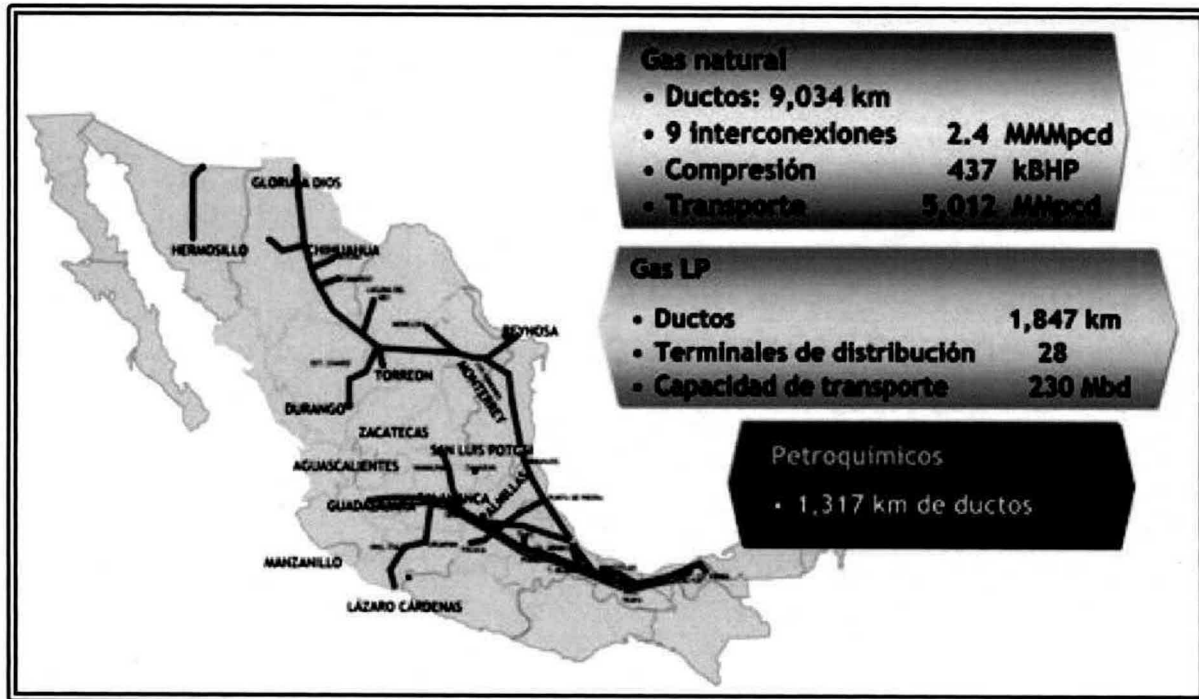 Gas natural
• Ductos: 9,034 km
• 9 interconexiones 2.4 MMMpcd
• Compresión 437 kBHP
• Transporte 5,012 MMpcd
Gas LP
• Ductos 1,847 km
• Terminales de distribución 28
• Capacidad de transporte 230 Mbd
Petroquímicos
• 1,317 km de ductos
GLORIA A DIOS
HERMOSILLO
CHIHUAHUA
REYNOSA
MONTERREY
TORREON
DURANGO
ZACATECAS
SAN LUIS POTOSI
AGUASCALIENTES
PALMILLAS
GUADALAJARA
SALAMANCA
MANZANILLO
LÁZARO CÁRDENAS